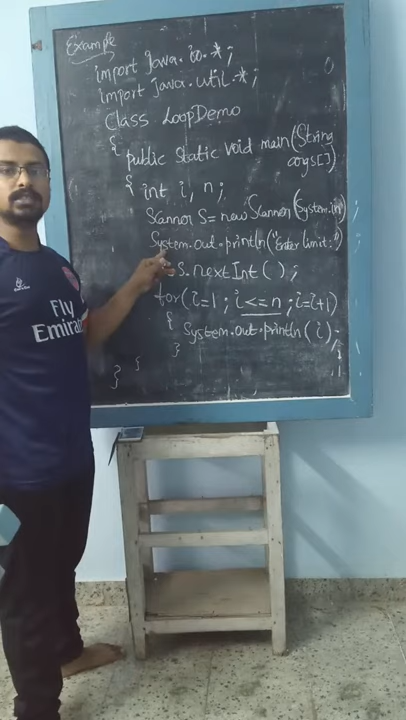 Example
import java.io.*;
import java.util.*;
Class LoopDemo
{ public static void main(String
args[])
{ int i, n;
Scanner S = new Scanner(System.in);
System.out.println("Enter limit:");
S.nextInt();
for(i=1; i<=n; i=i+1)
{ System.out.println(i);
}
}
}
Fly
Emirates